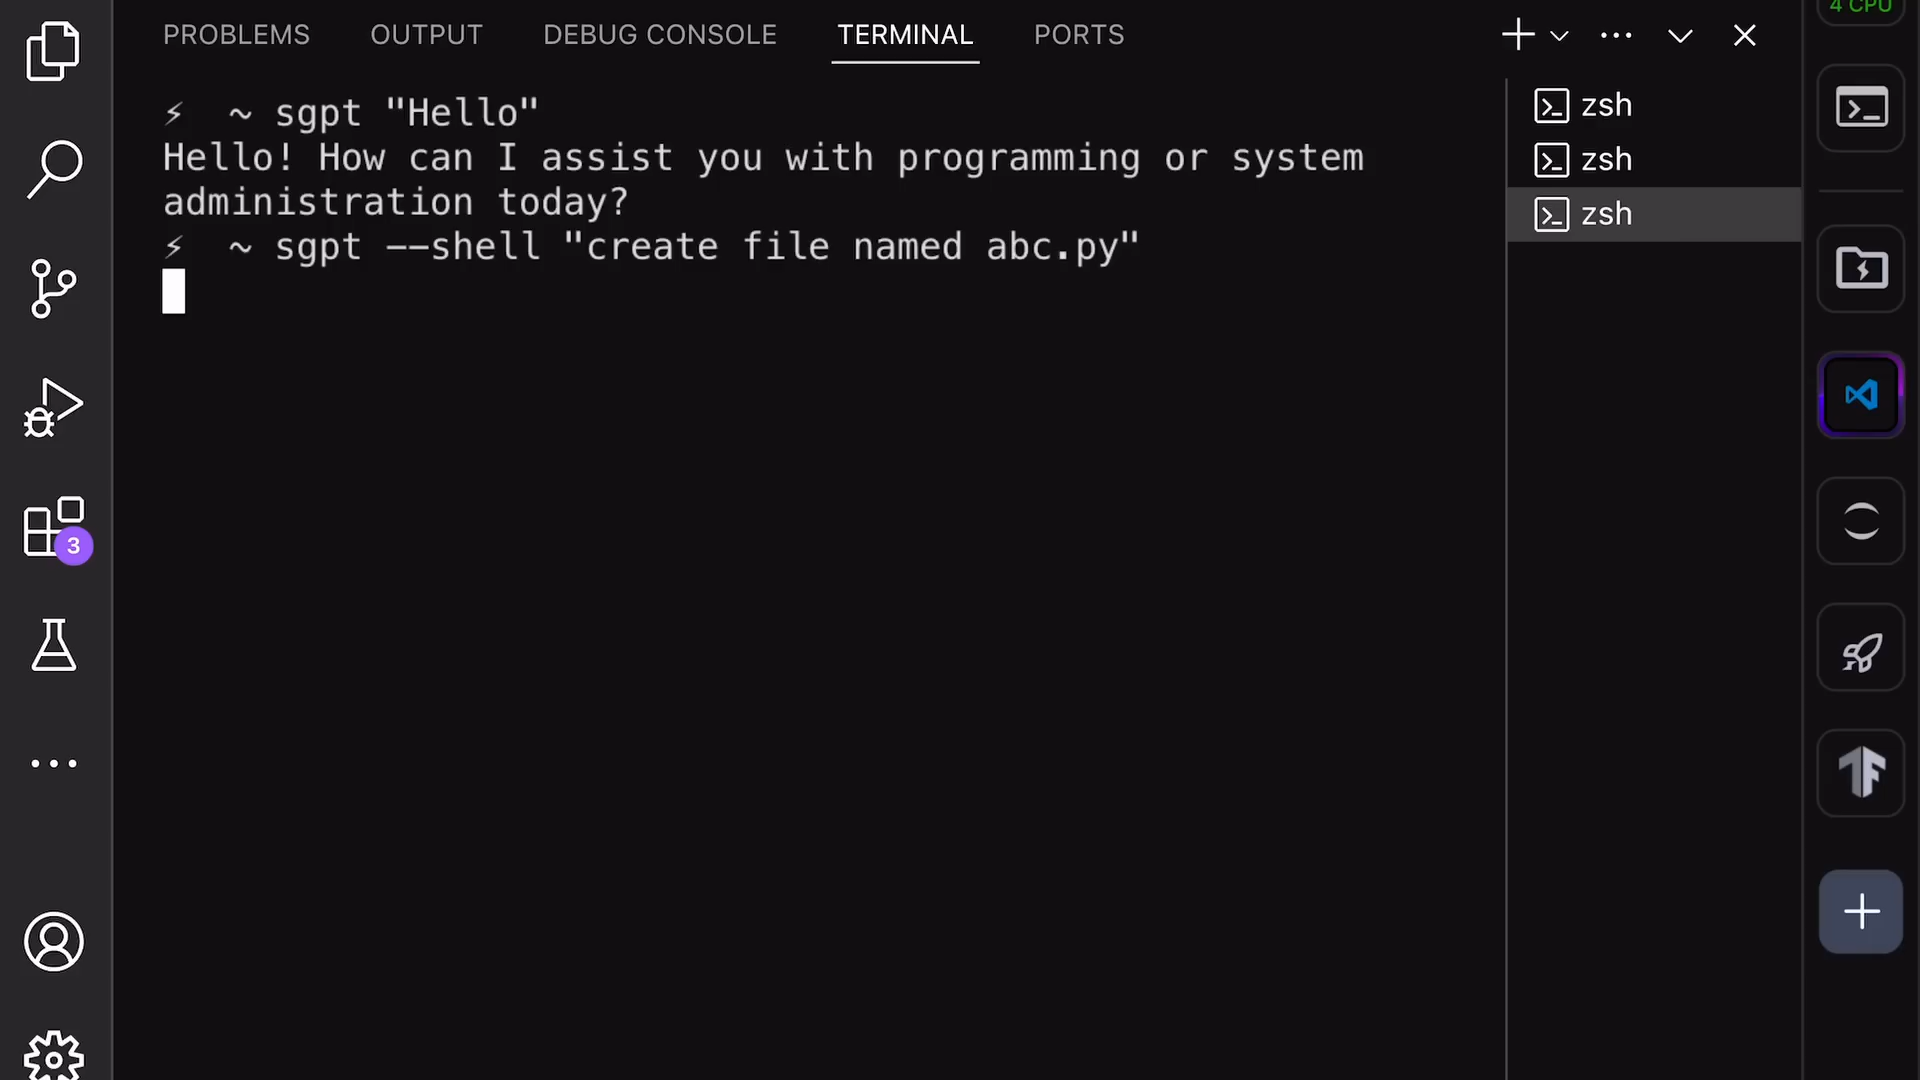 4 CPU
PROBLEMS OUTPUT DEBUG CONSOLE TERMINAL PORTS
⚡ ~ sgpt "Hello"
Hello! How can I assist you with programming or system
administration today?
⚡ ~ sgpt --shell "create file named abc.py"
zsh
zsh
zsh
3